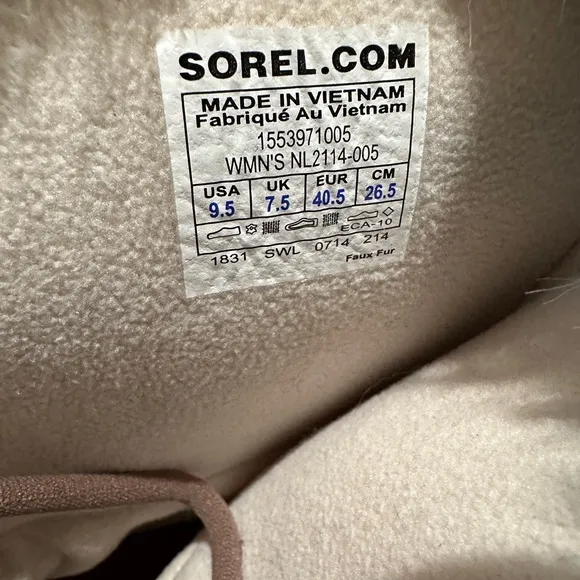 SOREL.COM
MADE IN VIETNAM
Fabriqué Au Vietnam
1553971005
WMN'S NL2114-005
USA UK EUR CM
9.5 7.5 40.5 26.5
ECA-10
1831 SWL 0714 214
Faux Fur